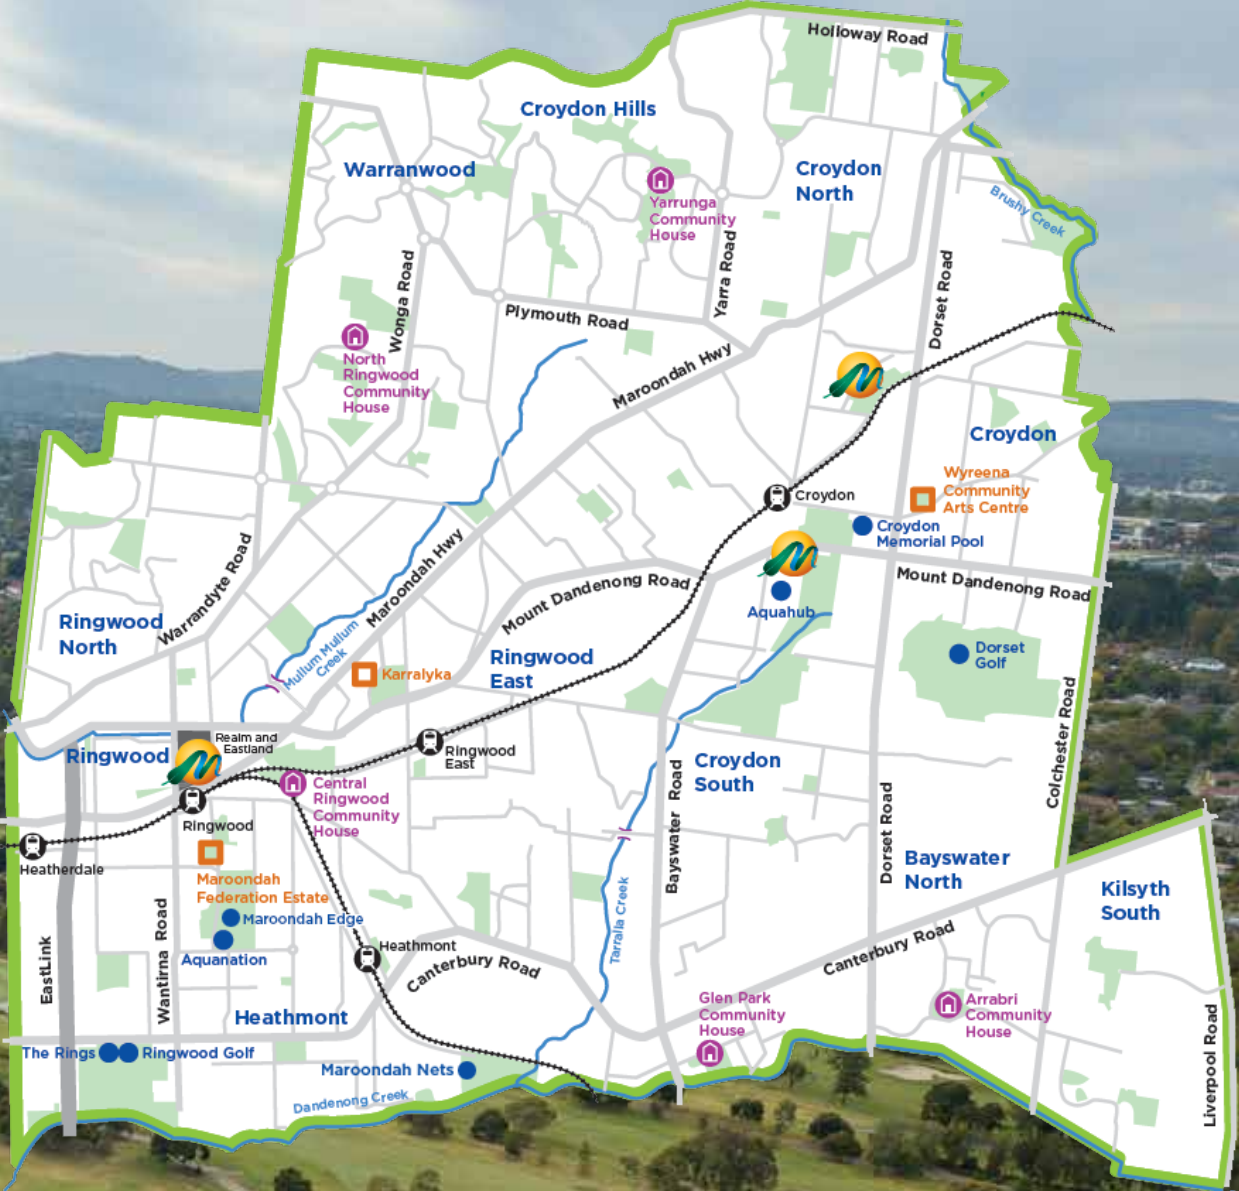 Holloway Road
Croydon Hills
Warranwood
Croydon
North
Yarrunga
Community
House
Brushy Creek
Wonga Road
Yarra Road
Dorset Road
Plymouth Road
North
Ringwood
Community
House
Maroondah Hwy
Croydon
Wyreena
Community
Arts Centre
Croydon
Croydon
Memorial Pool
Maroondah Hwy
Warrandyte Road
Mount Dandenong Road
Mount Dandenong Road
Aquahub
Ringwood
North
Mullum Mullum
Creek
Karralyka
Ringwood
East
Dorset
Golf
Colchester Road
Realm and
Eastland
Ringwood
Ringwood
East
Croydon
South
Central
Ringwood
Community
House
Bayswater Road
Dorset Road
Ringwood
Heatherdale
Bayswater
North
Kilsyth
South
Maroondah
Federation Estate
Maroondah Edge
Aquanation
Tarralla Creek
EastLink
Wantirna Road
Heathmont
Canterbury Road
Canterbury Road
Glen Park
Community
House
Arrabri
Community
House
Heathmont
Liverpool Road
The Rings
Ringwood Golf
Maroondah Nets
Dandenong Creek